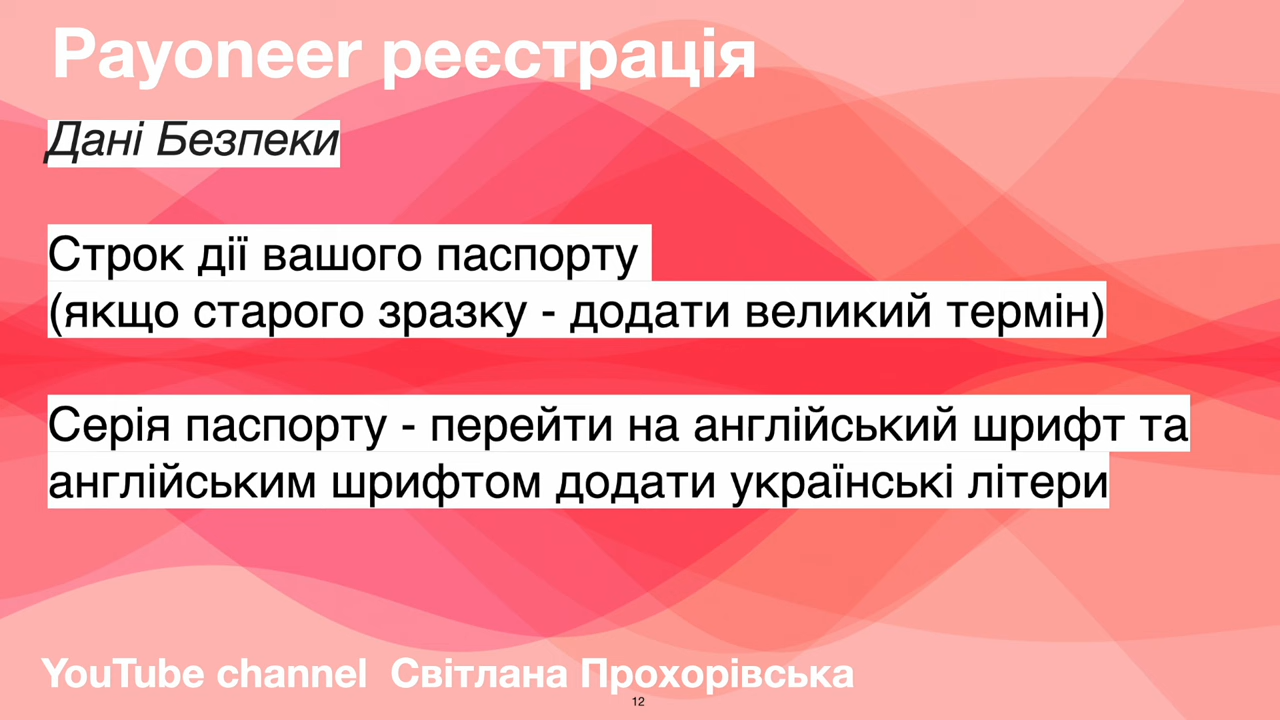 Payoneer реєстрація
Дані Безпеки
Строк дії вашого паспорту
(якщо старого зразку - додати великий термін)
Серія паспорту - перейти на англійський шрифт та
англійським шрифтом додати українські літери
YouTube channel Світлана Прохорівська
12